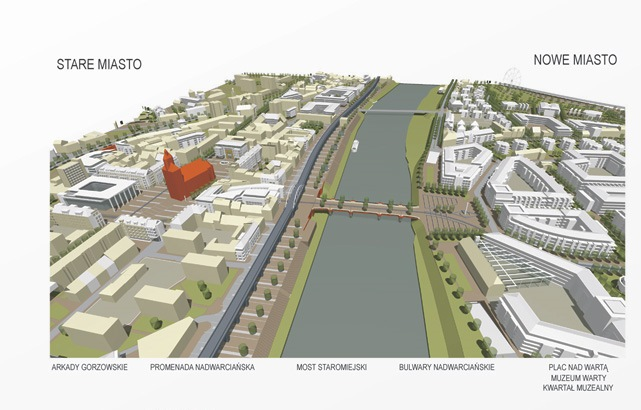 STARE MIASTO
NOWE MIASTO
ARKADY GORZOWSKIE
PROMENADA NADWARCIAŃSKA
MOST STAROMIEJSKI
BULWARY NADWARCIAŃSKIE
PLAC NAD WARTĄ
MUZEUM WARTY
KWARTAŁ MUZEALNY